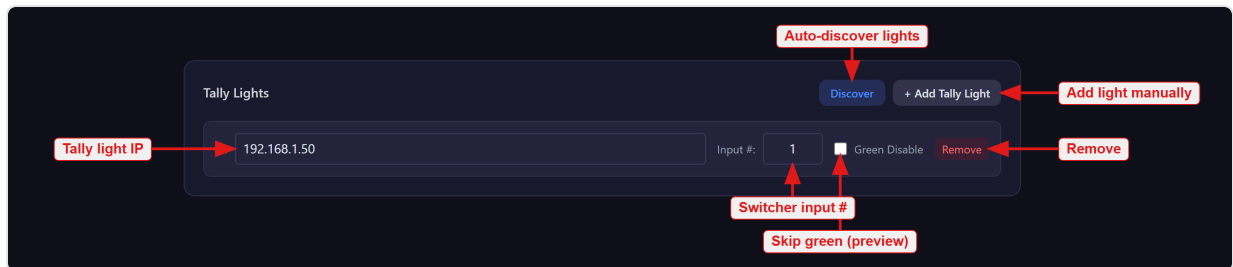 Auto-discover lights
Tally Lights
Discover
+ Add Tally Light
Add light manually
Tally light IP
192.168.1.50
Input #:
1
Green Disable
Remove
Remove
Switcher input #
Skip green (preview)